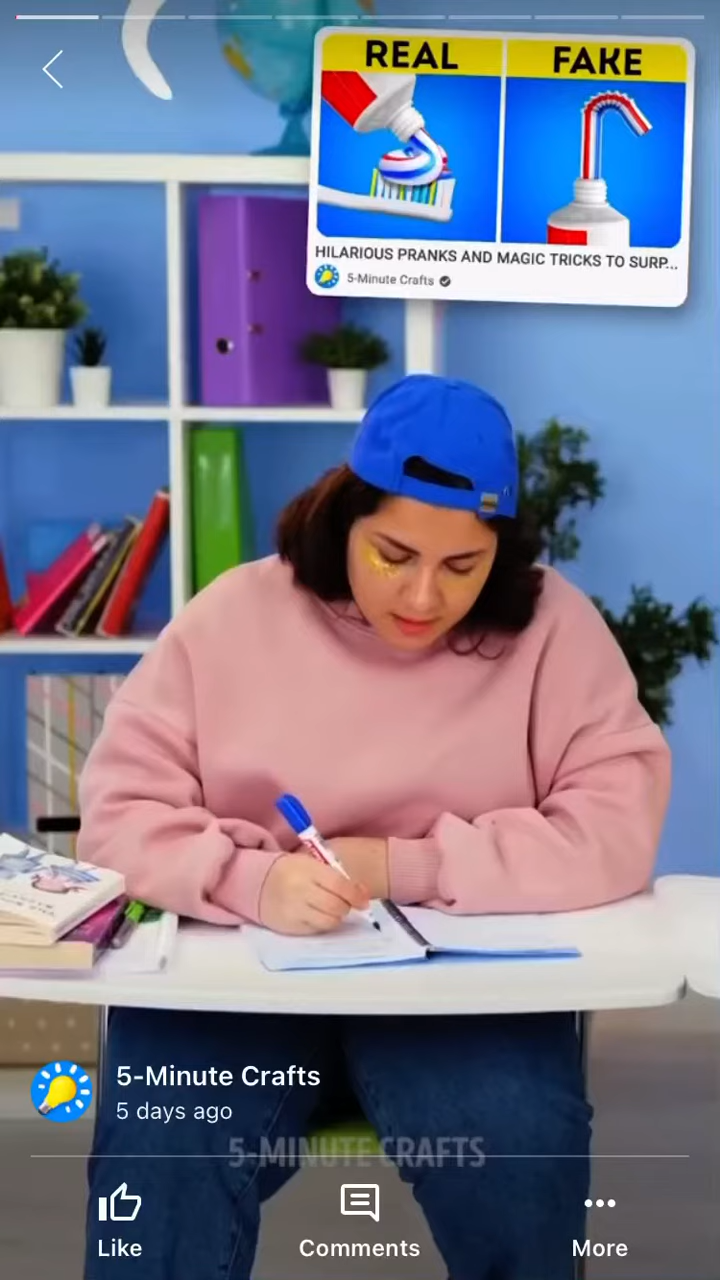 REAL
FAKE
HILARIOUS PRANKS AND MAGIC TRICKS TO SURP...
5-Minute Crafts
5-Minute Crafts
5 days ago
5-MINUTE CRAFTS
Like
Comments
More